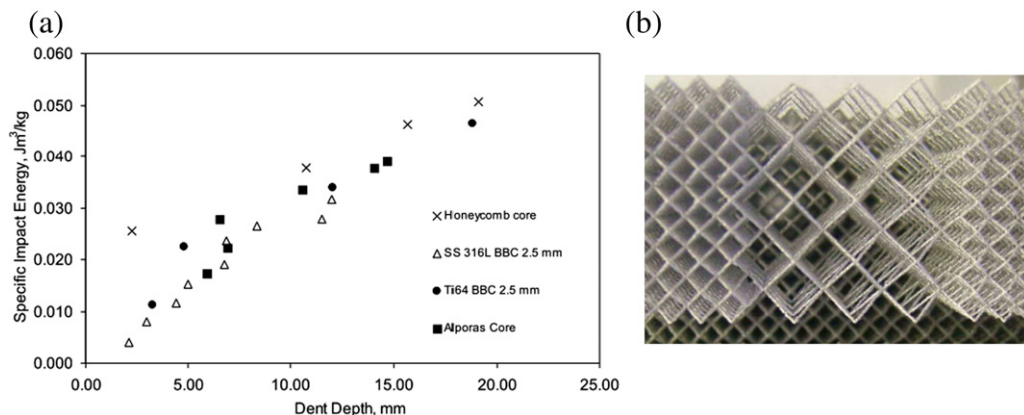 (a)
(b)
0.060
0.050
0.040
0.030
0.020
0.010
0.000
Specific Impact Energy, Jm³/kg
Honeycomb core
SS 316L BBC 2.5 mm
Ti64 BBC 2.5 mm
Alporas Core
0.00 5.00 10.00 15.00 20.00 25.00
Dent Depth, mm